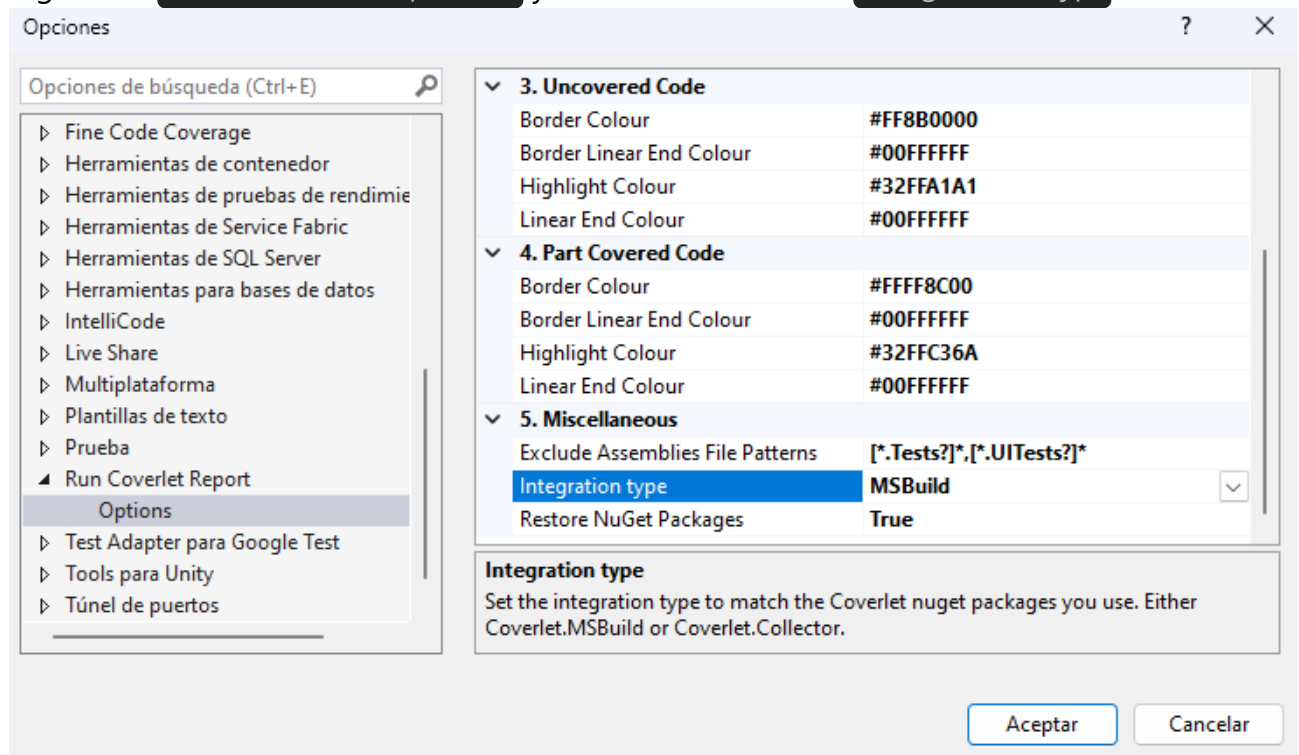 y
Opciones
?
Opciones de búsqueda (Ctrl+E)
Fine Code Coverage
Herramientas de contenedor
Herramientas de pruebas de rendimie
Herramientas de Service Fabric
Herramientas de SQL Server
Herramientas para bases de datos
IntelliCode
Live Share
Multiplataforma
Plantillas de texto
Prueba
Run Coverlet Report
Options
Test Adapter para Google Test
Tools para Unity
Túnel de puertos
3. Uncovered Code
Border Colour #FF8B0000
Border Linear End Colour #00FFFFFF
Highlight Colour #32FFA1A1
Linear End Colour #00FFFFFF
4. Part Covered Code
Border Colour #FFFF8C00
Border Linear End Colour #00FFFFFF
Highlight Colour #32FFC36A
Linear End Colour #00FFFFFF
5. Miscellaneous
Exclude Assemblies File Patterns [*.Tests?]*,[*.UITests?]*
Integration type MSBuild
Restore NuGet Packages True
Integration type
Set the integration type to match the Coverlet nuget packages you use. Either
Coverlet.MSBuild or Coverlet.Collector.
Aceptar Cancelar